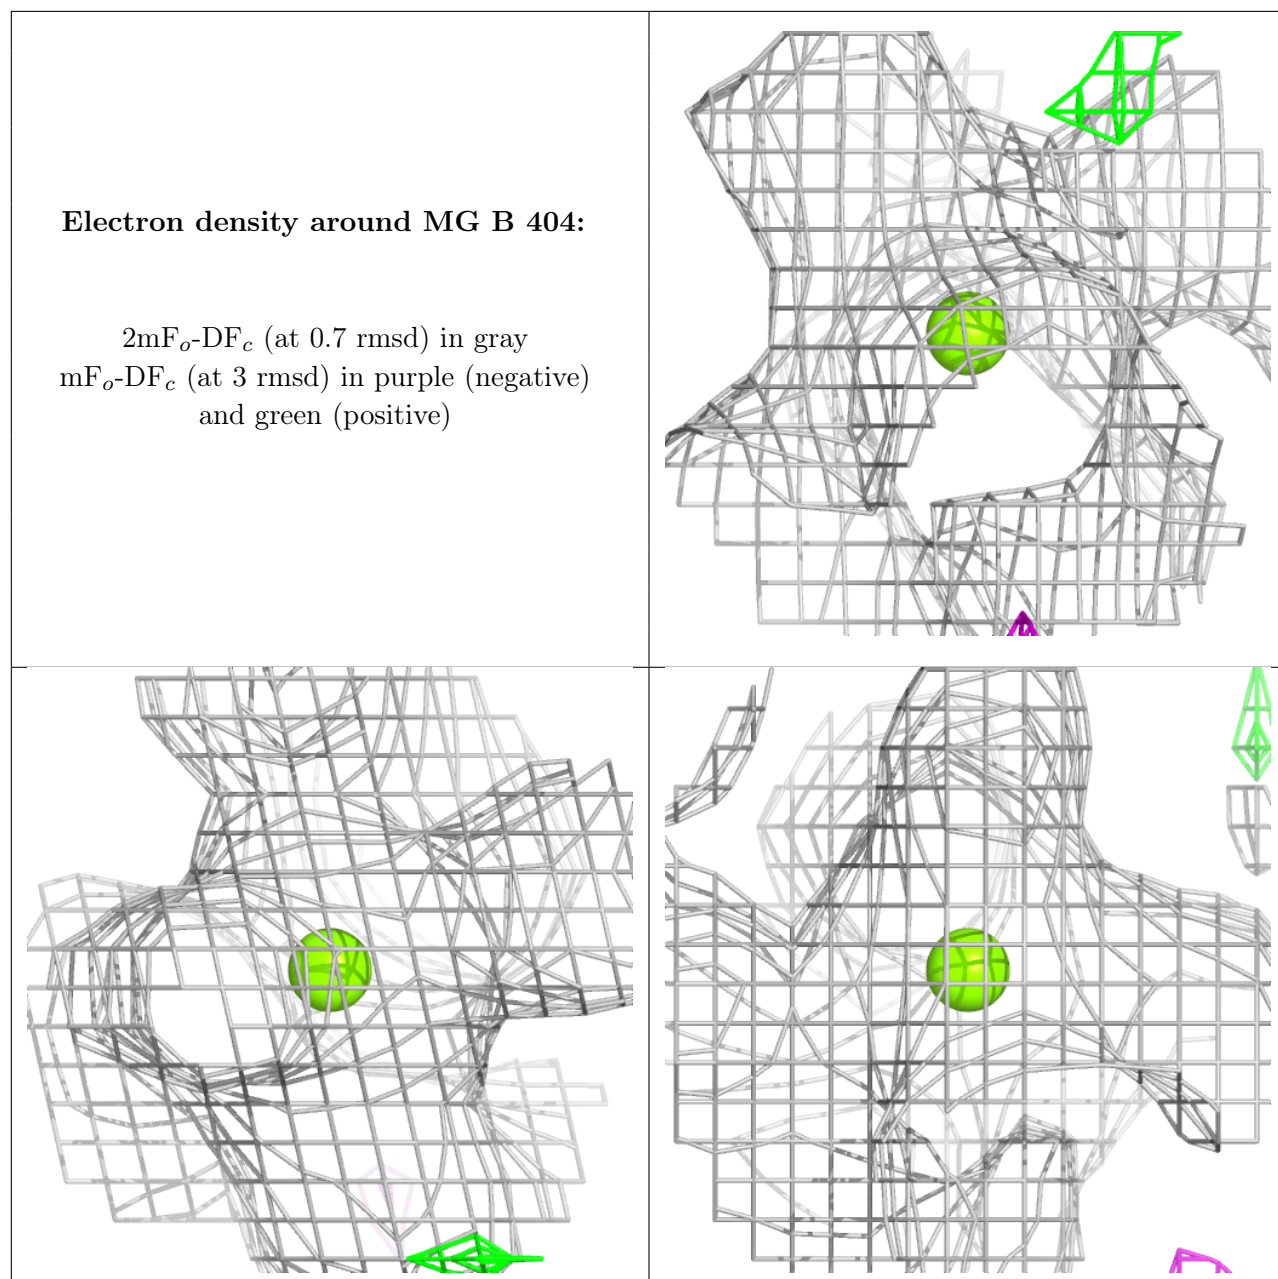 Electron density around MG B 404:
2mFo-DFc (at 0.7 rmsd) in gray
mFo-DFc (at 3 rmsd) in purple (negative)
and green (positive)